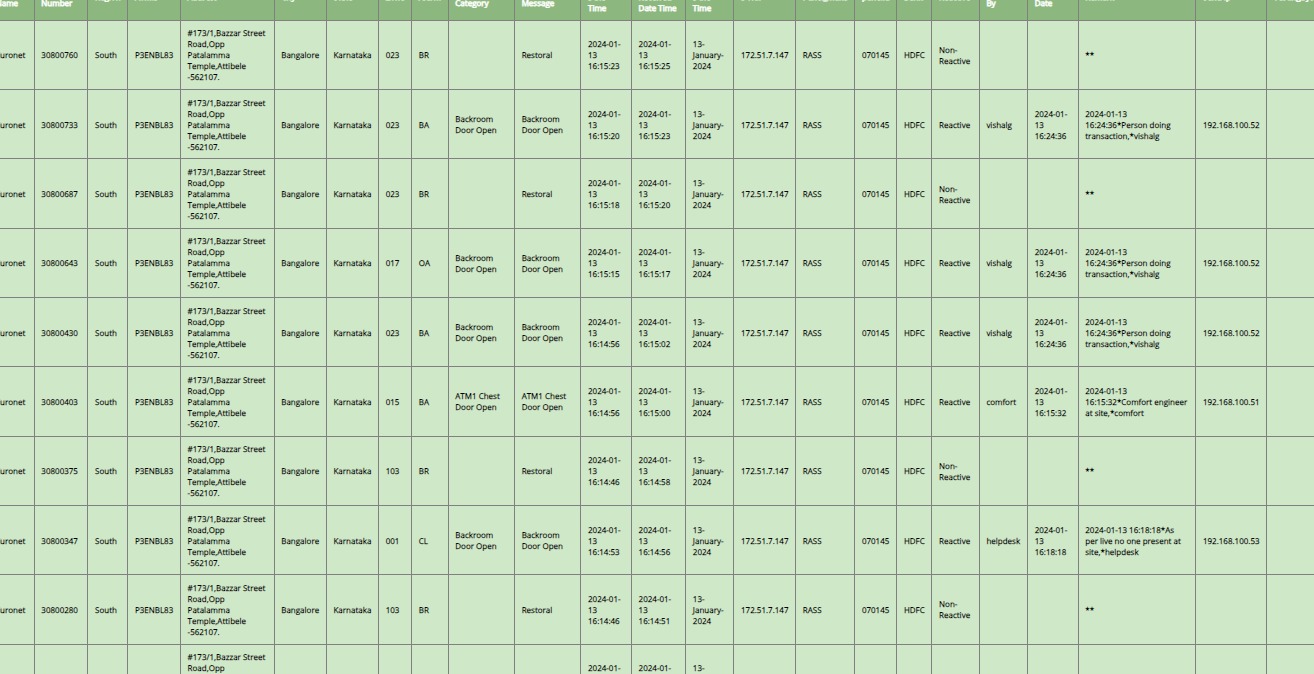 Number
Category
Message
Time
Date Time
Time
By
Date
uronet 30800760 South P3ENBL83 #173/1,Bazzar Street Road,Opp Patalamma Temple,Attibele -562107. Bangalore Karnataka 023 BR Restoral 2024-01-13 16:15:23 2024-01-13 16:15:25 13-January-2024 172.51.7.147 RASS 070145 HDFC Non-Reactive **
uronet 30800733 South P3ENBL83 #173/1,Bazzar Street Road,Opp Patalamma Temple,Attibele -562107. Bangalore Karnataka 023 BA Backroom Door Open Backroom Door Open 2024-01-13 16:15:20 2024-01-13 16:15:23 13-January-2024 172.51.7.147 RASS 070145 HDFC Reactive vishalg 2024-01-13 16:24:36 2024-01-13 16:24:36*Person doing transaction,*vishalg 192.168.100.52
uronet 30800687 South P3ENBL83 #173/1,Bazzar Street Road,Opp Patalamma Temple,Attibele -562107. Bangalore Karnataka 023 BR Restoral 2024-01-13 16:15:18 2024-01-13 16:15:20 13-January-2024 172.51.7.147 RASS 070145 HDFC Non-Reactive **
uronet 30800643 South P3ENBL83 #173/1,Bazzar Street Road,Opp Patalamma Temple,Attibele -562107. Bangalore Karnataka 017 OA Backroom Door Open Backroom Door Open 2024-01-13 16:15:15 2024-01-13 16:15:17 13-January-2024 172.51.7.147 RASS 070145 HDFC Reactive vishalg 2024-01-13 16:24:36 2024-01-13 16:24:36*Person doing transaction,*vishalg 192.168.100.52
uronet 30800430 South P3ENBL83 #173/1,Bazzar Street Road,Opp Patalamma Temple,Attibele -562107. Bangalore Karnataka 023 BA Backroom Door Open Backroom Door Open 2024-01-13 16:14:56 2024-01-13 16:15:02 13-January-2024 172.51.7.147 RASS 070145 HDFC Reactive vishalg 2024-01-13 16:24:36 2024-01-13 16:24:36*Person doing transaction,*vishalg 192.168.100.52
uronet 30800403 South P3ENBL83 #173/1,Bazzar Street Road,Opp Patalamma Temple,Attibele -562107. Bangalore Karnataka 015 BA ATM1 Chest Door Open ATM1 Chest Door Open 2024-01-13 16:14:56 2024-01-13 16:15:00 13-January-2024 172.51.7.147 RASS 070145 HDFC Reactive comfort 2024-01-13 16:15:32 2024-01-13 16:15:32*Comfort engineer at site,*comfort 192.168.100.51
uronet 30800375 South P3ENBL83 #173/1,Bazzar Street Road,Opp Patalamma Temple,Attibele -562107. Bangalore Karnataka 103 BR Restoral 2024-01-13 16:14:46 2024-01-13 16:14:58 13-January-2024 172.51.7.147 RASS 070145 HDFC Non-Reactive **
uronet 30800347 South P3ENBL83 #173/1,Bazzar Street Road,Opp Patalamma Temple,Attibele -562107. Bangalore Karnataka 001 CL Backroom Door Open Backroom Door Open 2024-01-13 16:14:53 2024-01-13 16:14:56 13-January-2024 172.51.7.147 RASS 070145 HDFC Reactive helpdesk 2024-01-13 16:18:18 2024-01-13 16:18:18*As per live no one present at site,*helpdesk 192.168.100.53
uronet 30800280 South P3ENBL83 #173/1,Bazzar Street Road,Opp Patalamma Temple,Attibele -562107. Bangalore Karnataka 103 BR Restoral 2024-01-13 16:14:46 2024-01-13 16:14:51 13-January-2024 172.51.7.147 RASS 070145 HDFC Non-Reactive **
#173/1,Bazzar Street Road,Opp 2024-01- 2024-01- 13-